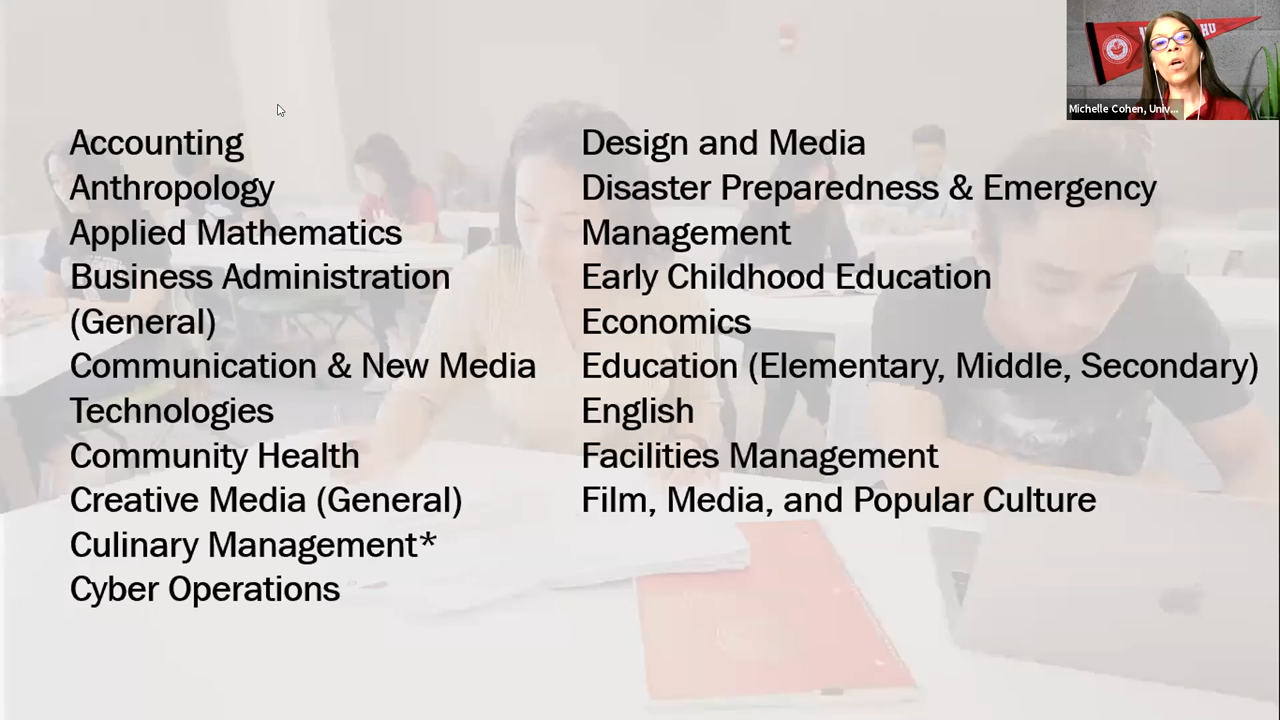 Accounting
Anthropology
Applied Mathematics
Business Administration
(General)
Communication & New Media
Technologies
Community Health
Creative Media (General)
Culinary Management*
Cyber Operations
Design and Media
Disaster Preparedness & Emergency
Management
Early Childhood Education
Economics
Education (Elementary, Middle, Secondary)
English
Facilities Management
Film, Media, and Popular Culture
HU
Michelle Cohen, Univ...